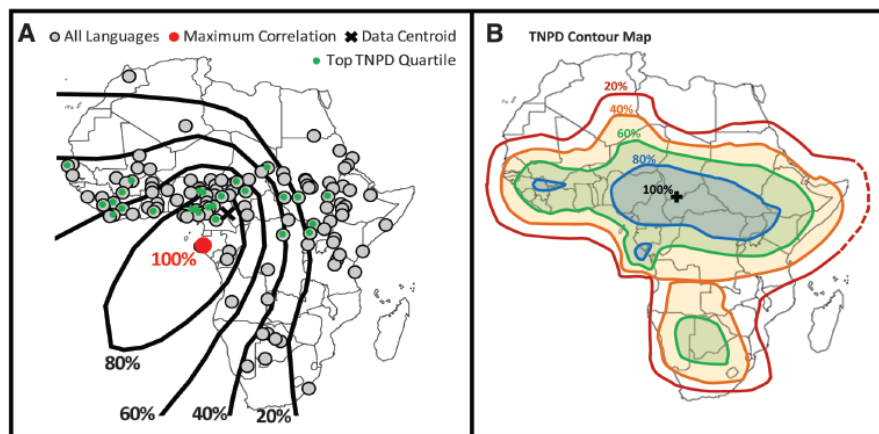 A
All Languages Maximum Correlation Data Centroid
Top TNPD Quartile
100%
80%
60%
40%
20%
B
TNPD Contour Map
20%
40%
60%
80%
100%